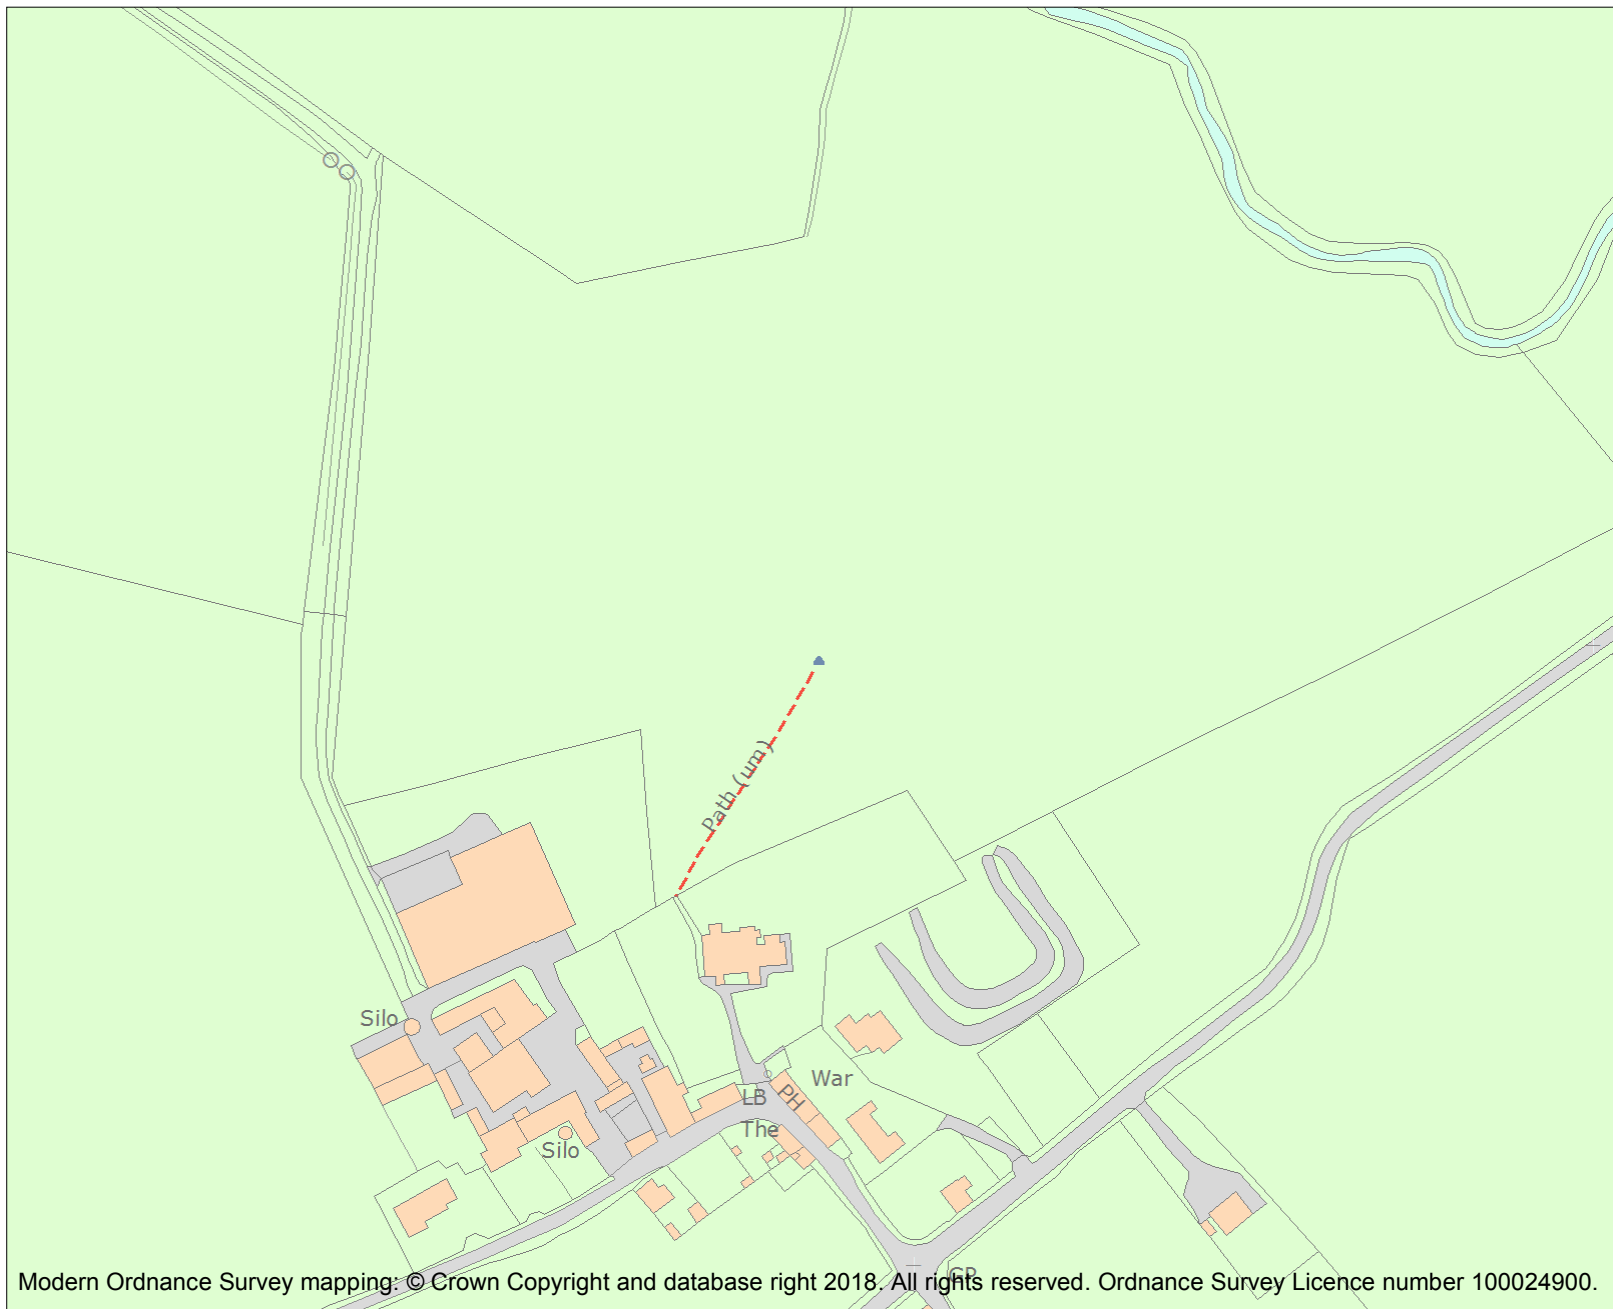 Path (um)
Silo
War
PH
LB
The
Silo
GP
Modern Ordnance Survey mapping: © Crown Copyright and database right 2018. All rights reserved. Ordnance Survey Licence number 100024900.